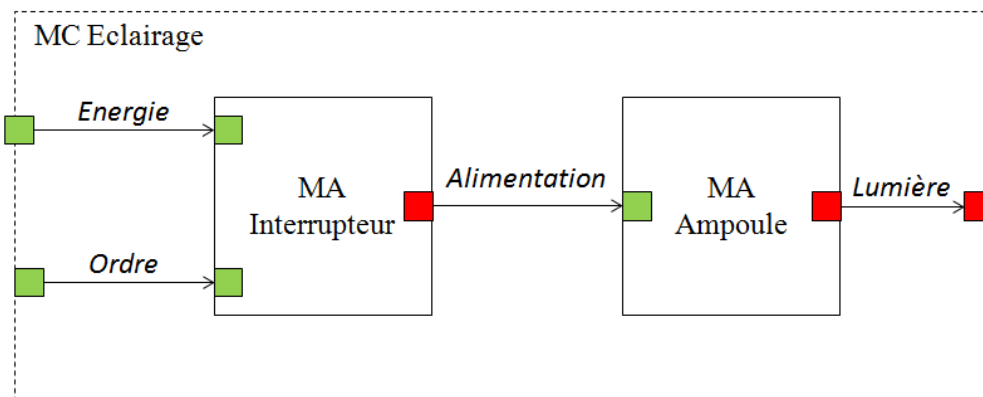 MC Eclairage
Energie
Ordre
MA
Interrupteur
Alimentation
MA
Ampoule
Lumière